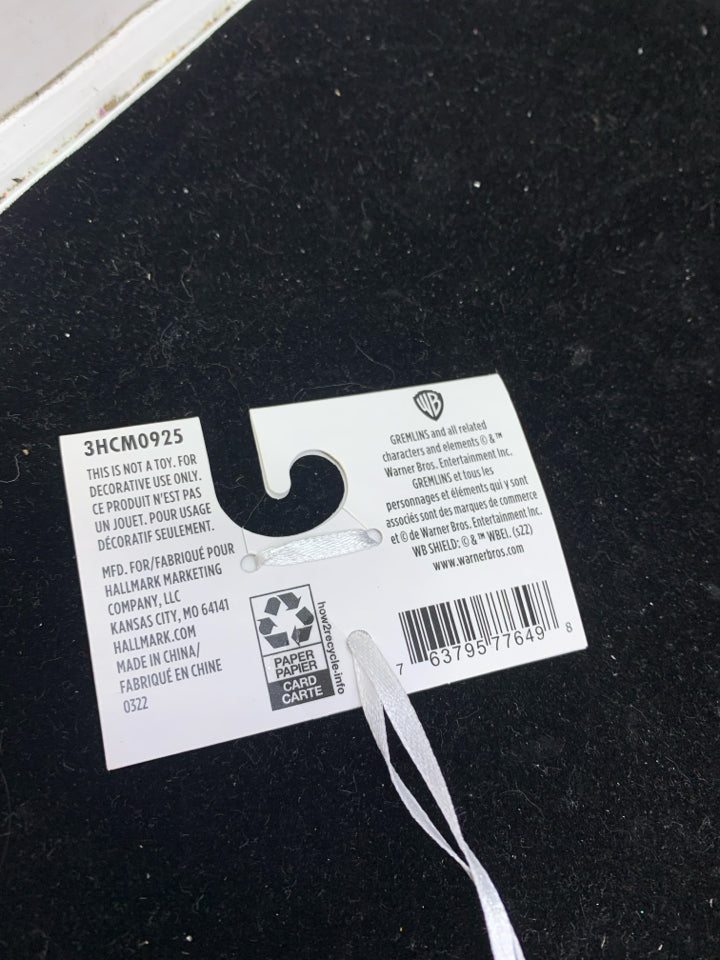 3HCM0925
THIS IS NOT A TOY. FOR
DECORATIVE USE ONLY.
CE PRODUIT N'EST PAS
UN JOUET. POUR USAGE
DÉCORATIF SEULEMENT.
MFD. FOR/FABRIQUÉ POUR
HALLMARK MARKETING
COMPANY, LLC
KANSAS CITY, MO 64141
HALLMARK.COM
MADE IN CHINA/
FABRIQUÉ EN CHINE
0322
PAPER
PAPIER
CARD
CARTE
how2recycle.info
WB
GREMLINS and all related
characters and elements © & ™
Warner Bros. Entertainment Inc.
GREMLINS et tous les
personnages et éléments qui y sont
associés sont des marques de commerce
et © de Warner Bros. Entertainment Inc.
WB SHIELD: © & ™ WBEI. (s22)
www.warnerbros.com
7 63795 77649 8